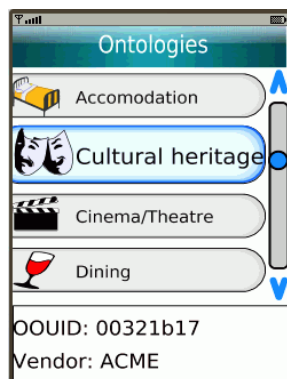 Ontologies
Accomodation
Cultural heritage
Cinema/Theatre
Dining
OOUID: 00321b17
Vendor: ACME